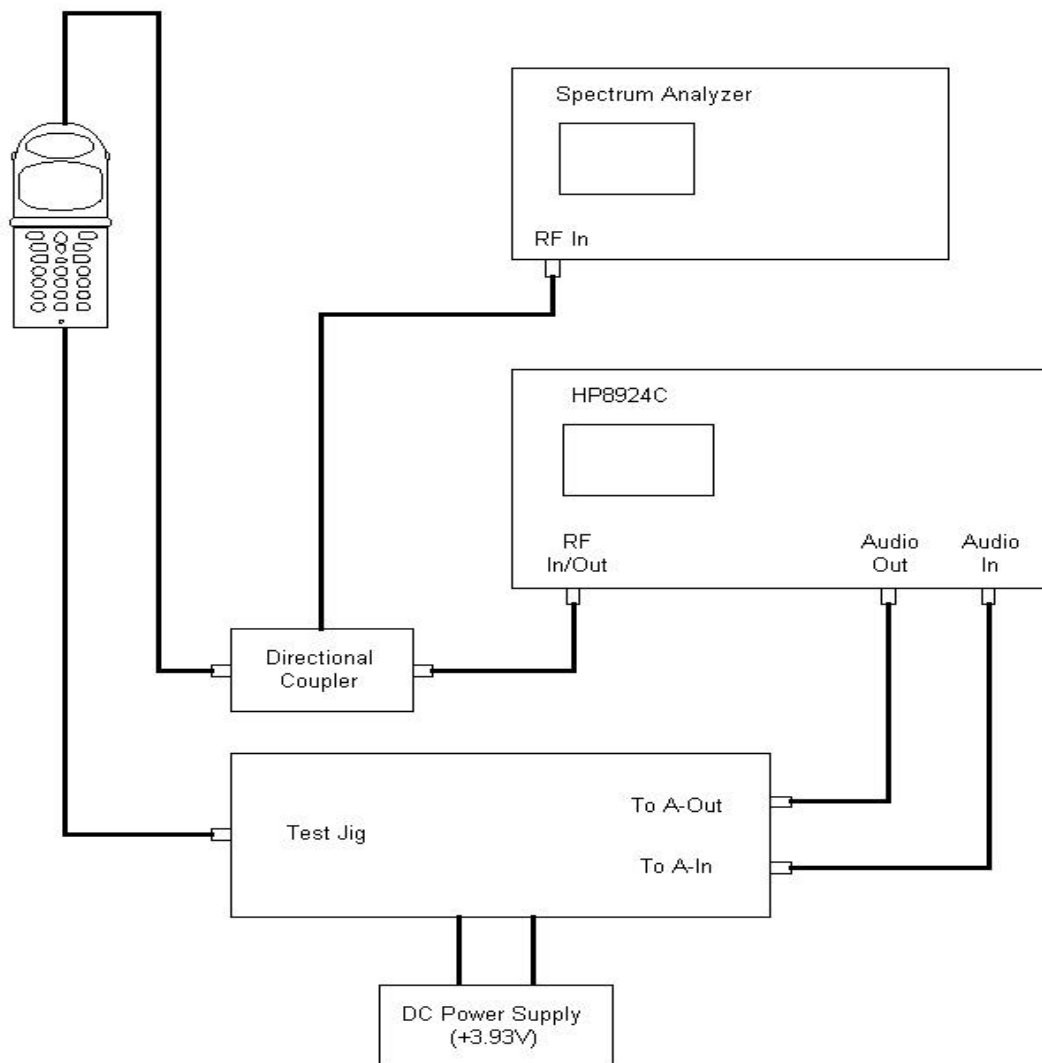 Spectrum Analyzer
RF In
HP8924C
RF
In/Out
Audio
Out
Audio
In
Directional
Coupler
Test Jig
To A-Out
To A-In
DC Power Supply
(+3.93V)